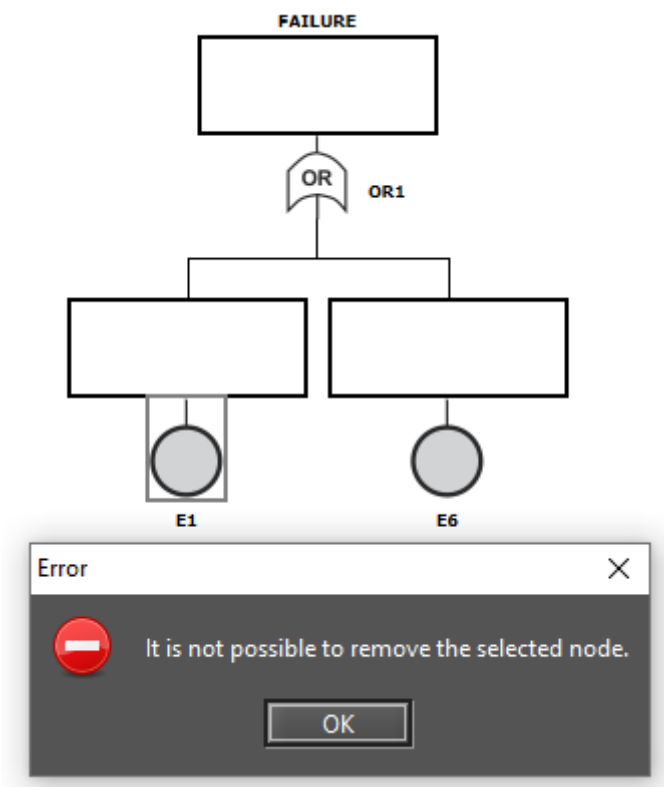 FAILURE
OR
OR1
E1
E6
Error
It is not possible to remove the selected node.
OK